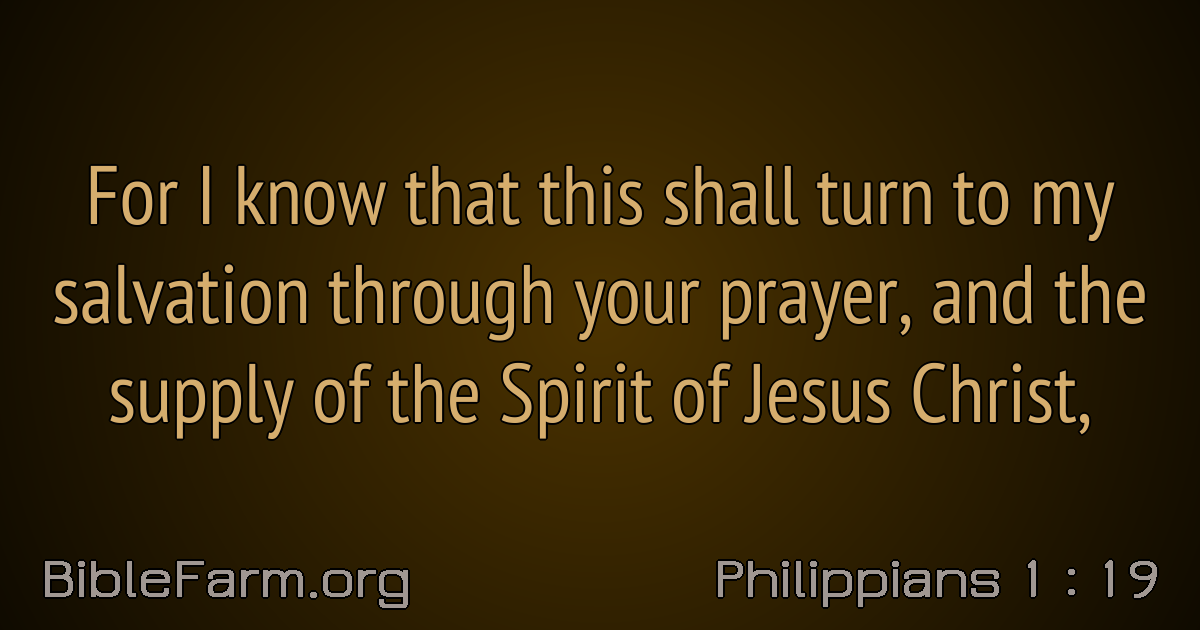 For I know that this shall turn to my
salvation through your prayer, and the
supply of the Spirit of Jesus Christ,
BibleFarm.org
Philippians 1 : 19